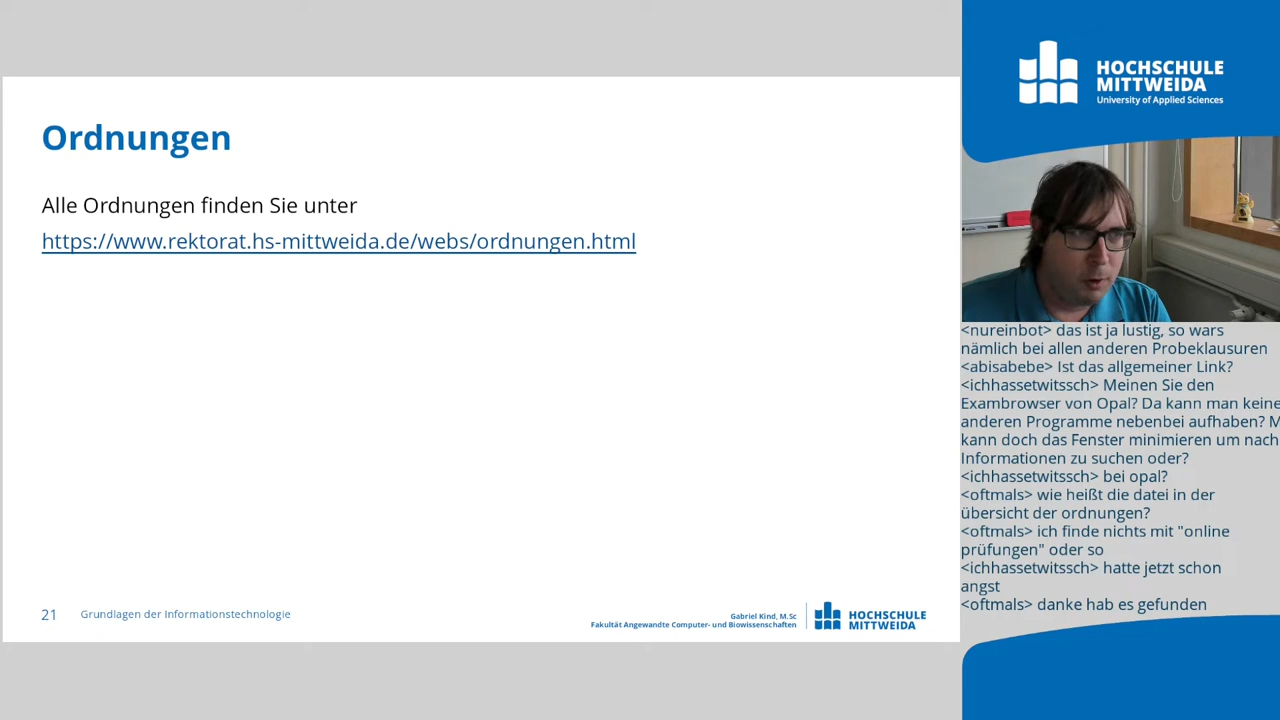 Ordnungen
Alle Ordnungen finden Sie unter
https://www.rektorat.hs-mittweida.de/webs/ordnungen.html
21
Grundlagen der Informationstechnologie
Gabriel Kind, M.Sc
Fakultät Angewandte Computer- und Biowissenschaften
HOCHSCHULE
MITTWEIDA
HOCHSCHULE
MITTWEIDA
University of Applied Sciences
<nureinbot> das ist ja lustig, so wars
nämlich bei allen anderen Probeklausuren
<abisabebe> Ist das allgemeiner Link?
<ichhassetwitssch> Meinen Sie den
Exambrowser von Opal? Da kann man keine
anderen Programme nebenbei aufhaben? M
kann doch das Fenster minimieren um nach
Informationen zu suchen oder?
<ichhassetwitssch> bei opal?
<oftmals> wie heißt die datei in der
übersicht der ordnungen?
<oftmals> ich finde nichts mit "online
prüfungen" oder so
<ichhassetwitssch> hatte jetzt schon
angst
<oftmals> danke hab es gefunden